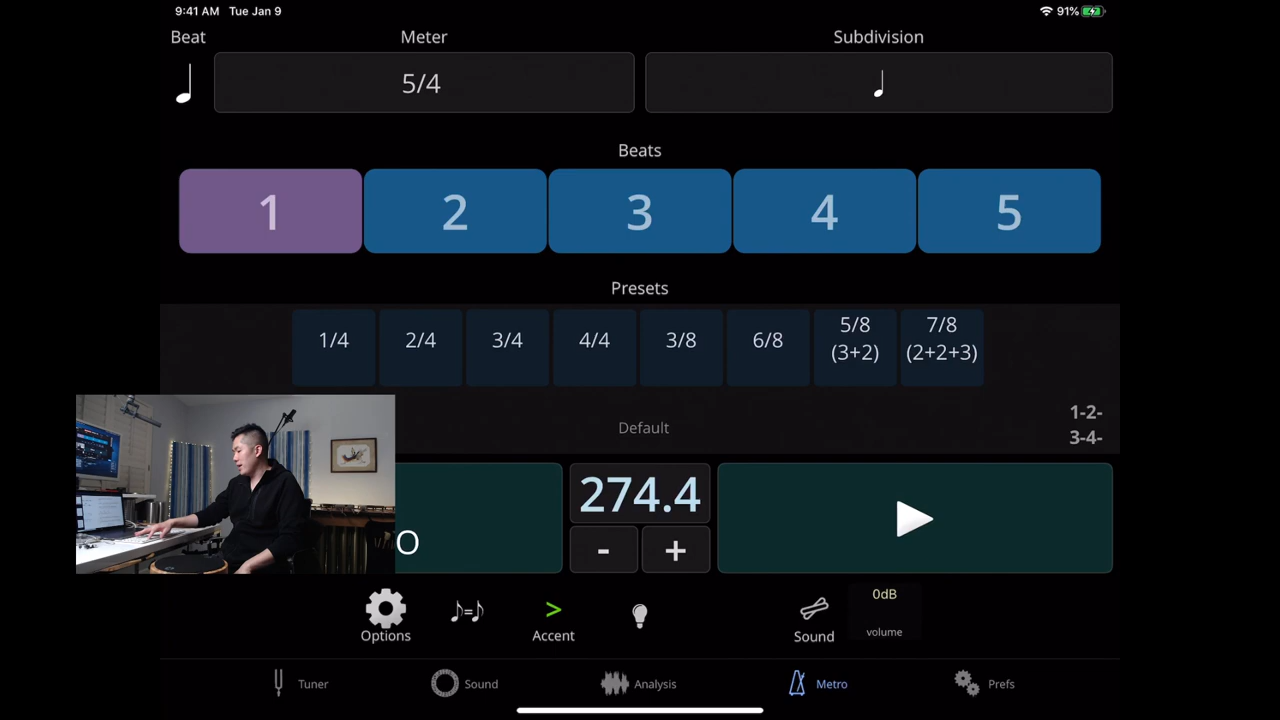 9:41 AM Tue Jan 9
91%
Beat
Meter
Subdivision
5/4
Beats
1
2
3
4
5
Presets
1/4
2/4
3/4
4/4
3/8
6/8
5/8
(3+2)
7/8
(2+2+3)
Default
1-2-
3-4-
O
274.4
-
+
Options
>
Accent
Sound
0dB
volume
Tuner
Sound
Analysis
Metro
Prefs